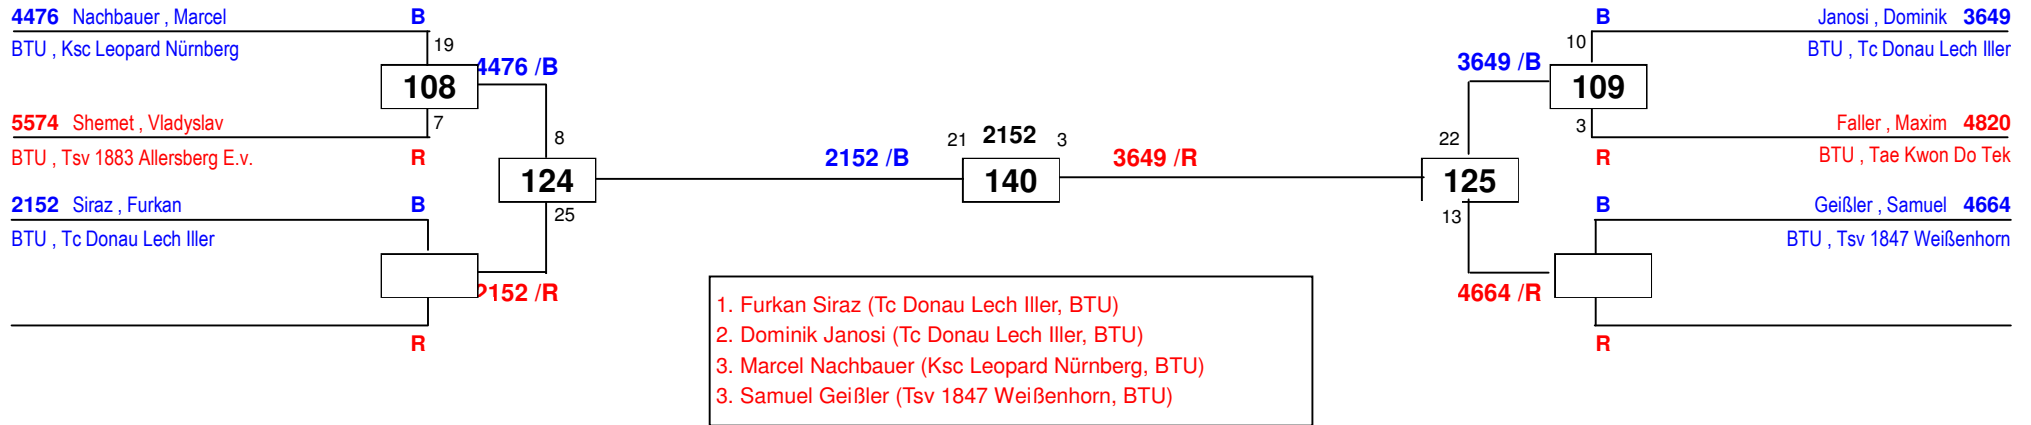 4476 Nachbauer , Marcel B
BTU , Ksc Leopard Nürnberg
19
4476 /B
108
5574 Shemet , Vladyslav
7
BTU , Tsv 1883 Allersberg E.v. R
8
124
25
2152 Siraz , Furkan B
BTU , Tc Donau Lech Iller
2152 /R
R
2152 /B
21 2152 3
140
3649 /R
B Janosi , Dominik 3649
10
BTU , Tc Donau Lech Iller
3649 /B
109
3 Faller , Maxim 4820
R BTU , Tae Kwon Do Tek
22
125
13
B Geißler , Samuel 4664
BTU , Tsv 1847 Weißenhorn
4664 /R
R
1. Furkan Siraz (Tc Donau Lech Iller, BTU)
2. Dominik Janosi (Tc Donau Lech Iller, BTU)
3. Marcel Nachbauer (Ksc Leopard Nürnberg, BTU)
3. Samuel Geißler (Tsv 1847 Weißenhorn, BTU)